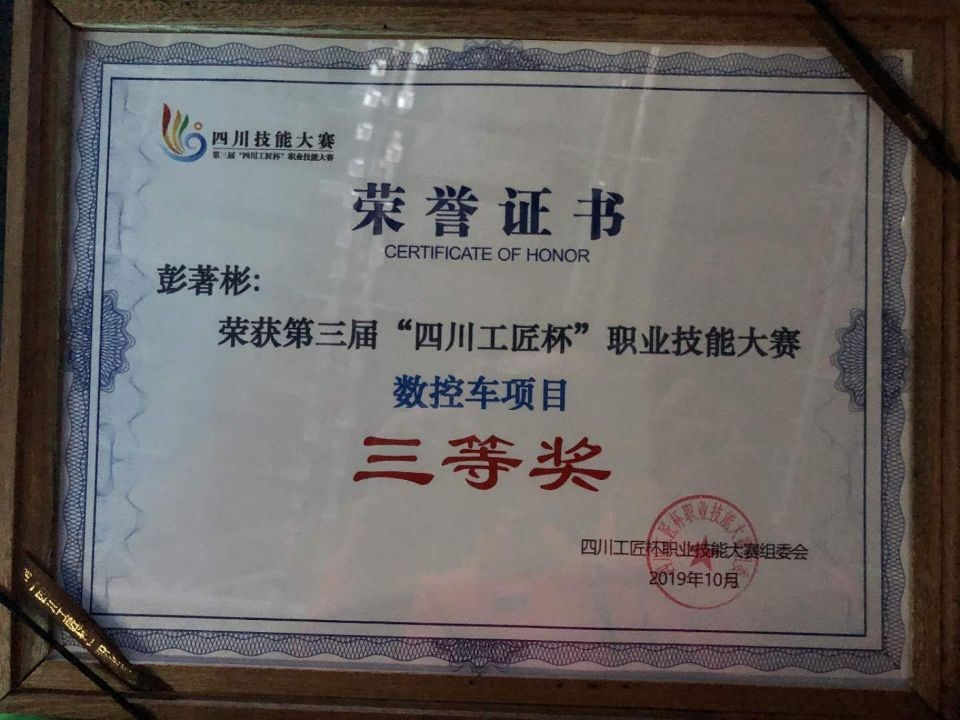 四川技能大赛
第三届“四川工匠杯”职业技能大赛
荣誉证书
CERTIFICATE OF HONOR
彭著彬:
荣获第三届“四川工匠杯”职业技能大赛
数控车项目
三等奖
四川工匠杯职业技能大赛组委会
2019年10月